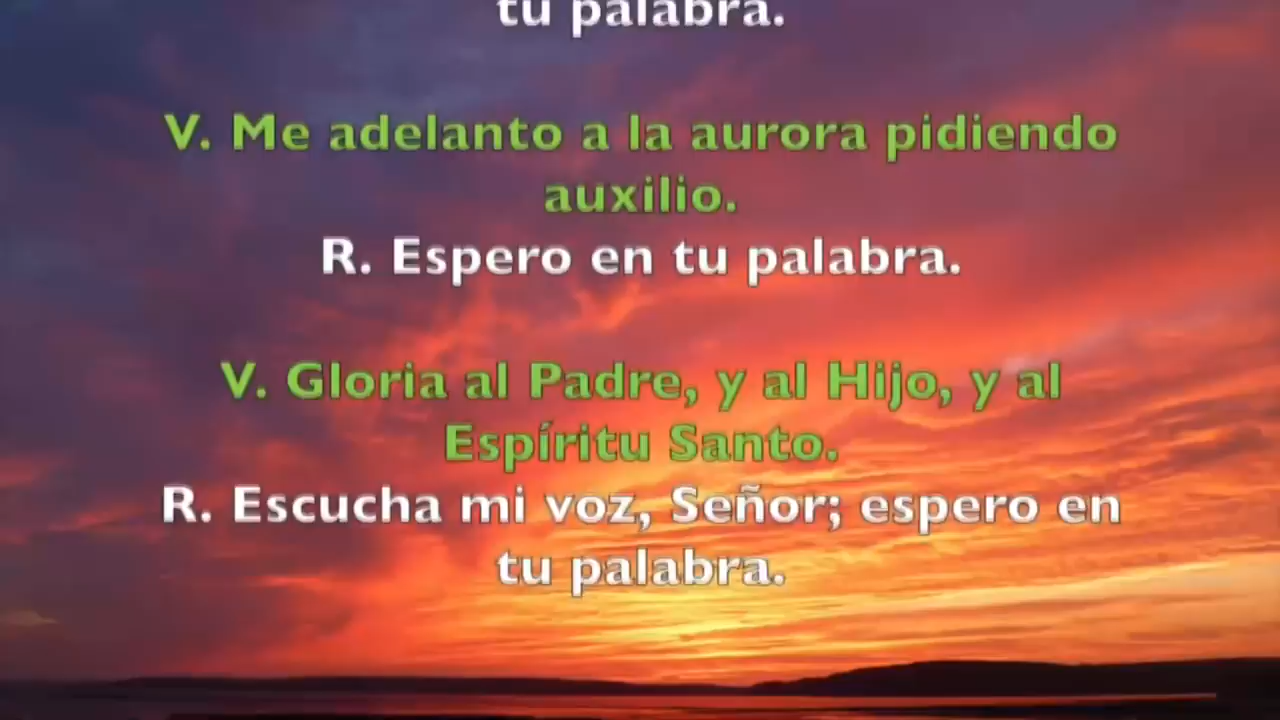 tu palabra.
V. Me adelanto a la aurora pidiendo
auxilio.
R. Espero en tu palabra.
V. Gloria al Padre, y al Hijo, y al
Espíritu Santo.
R. Escucha mi voz, Señor; espero en
tu palabra.